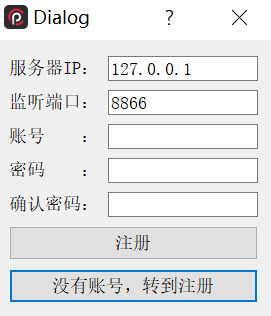 Dialog
服务器IP： 127.0.0.1
监听端口： 8866
账号　　：
密码　　：
确认密码：
注册
没有账号，转到注册